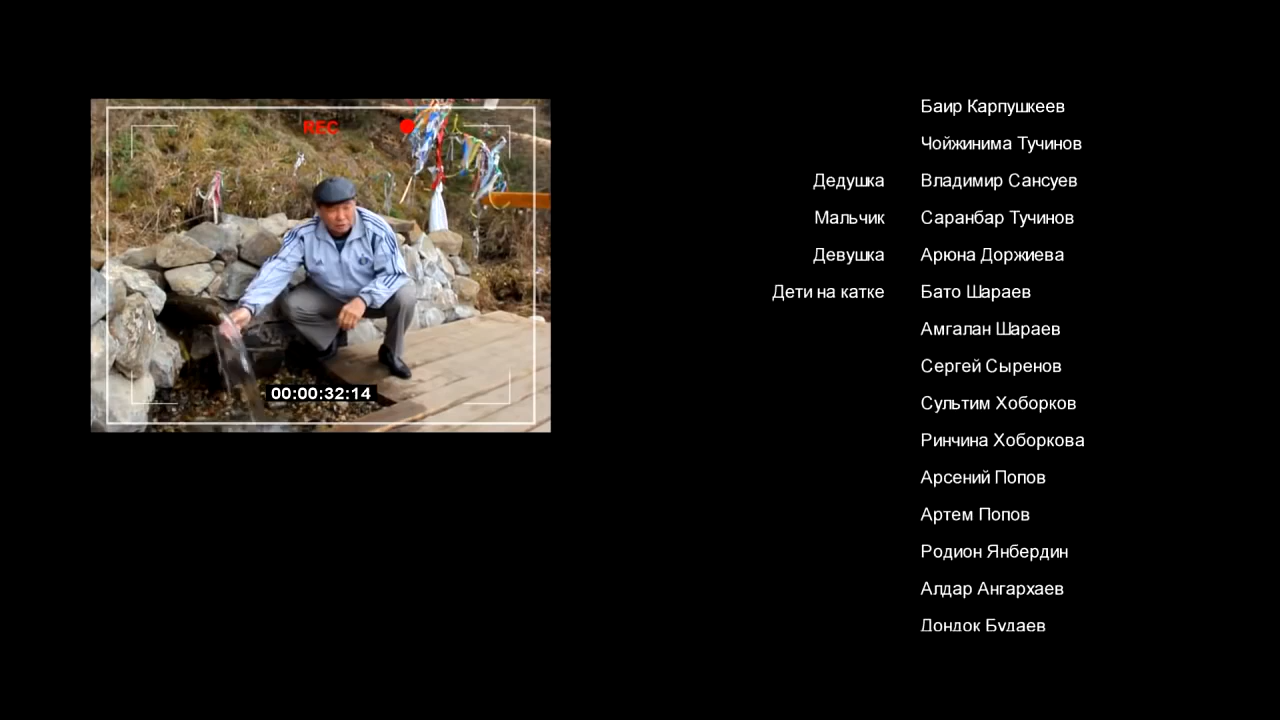 REC
00:00:32:14
Баир Карпушкеев
Чойжинима Тучинов
Дедушка Владимир Сансуев
Мальчик Саранбар Тучинов
Девушка Арюна Доржиева
Дети на катке Бато Шараев
Амгалан Шараев
Сергей Сыренов
Сультим Хоборков
Ринчина Хоборкова
Арсений Попов
Артем Попов
Родион Янбердин
Алдар Ангархаев
Дондок Будаев